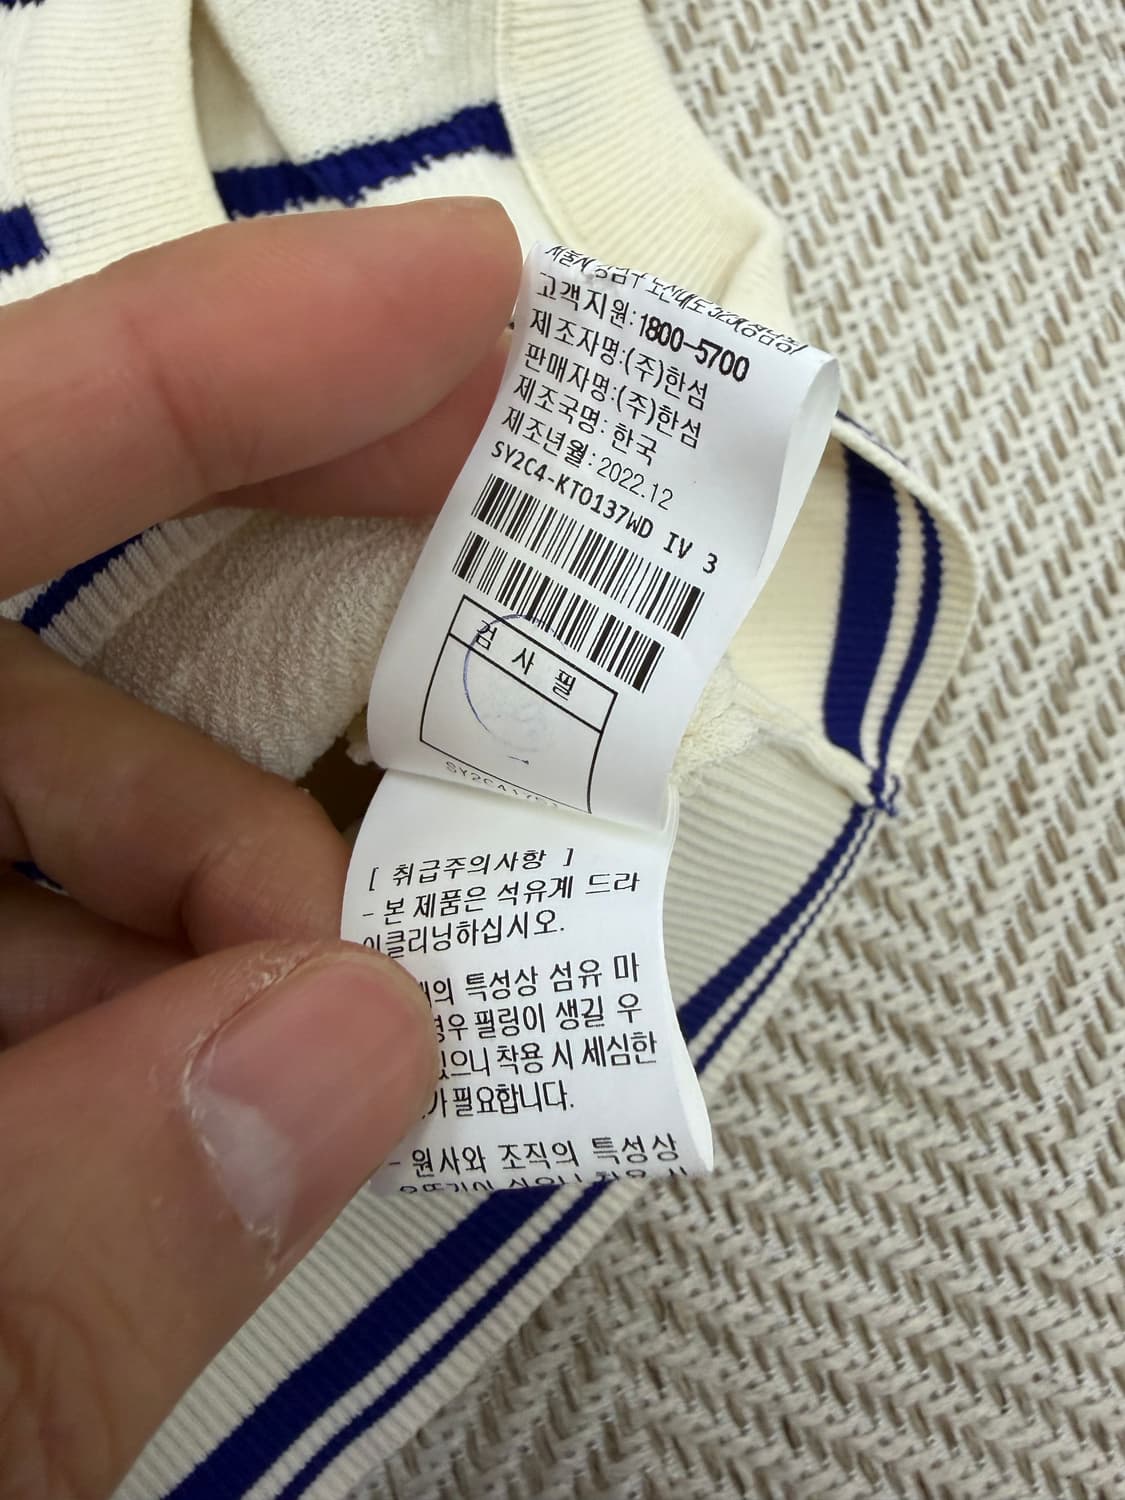 고객지원:1800-5700
제조자명:(주)한섬
판매자명:(주)한섬
제조국명: 한국
제조년월: 2022.12
SY2C4-KTO137WD IV 3
검 사 필
[ 취급주의사항 ]
- 본 제품은 석유계 드라
이클리닝하십시오.
특성상 섬유 마
필링이 생길 우
있으니 착용 시 세심한
가 필요합니다.
- 원사와 조직의 특성상